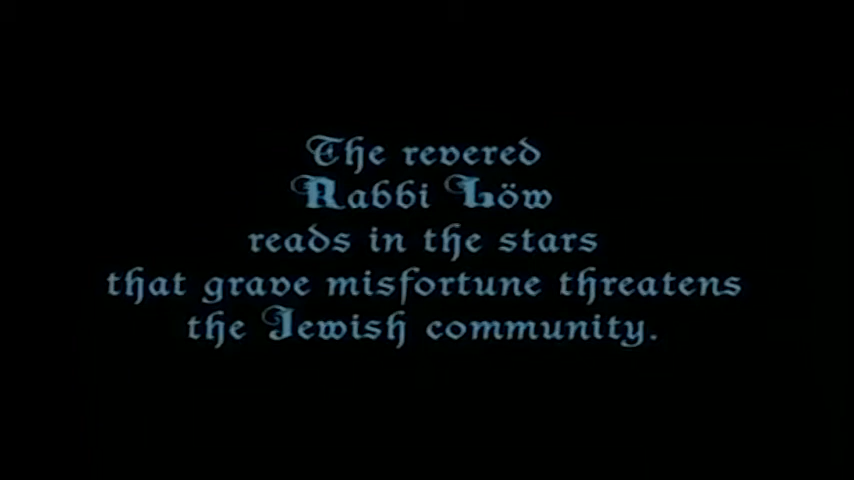 The revered
Rabbi Löw
reads in the stars
that grave misfortune threatens
the Jewish community.